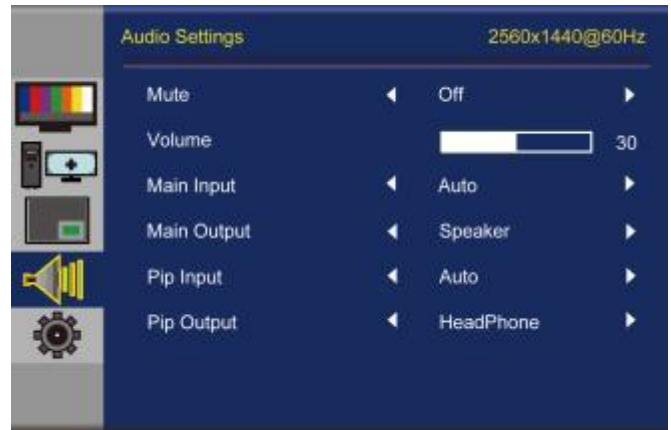 Audio Settings 2560x1440@60Hz
Mute Off
Volume 30
Main Input Auto
Main Output Speaker
Pip Input Auto
Pip Output HeadPhone